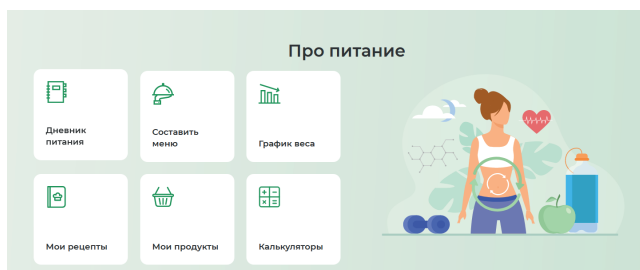 Про питание
Дневник
питания
Составить
меню
График веса
Мои рецепты
Мои продукты
Калькуляторы